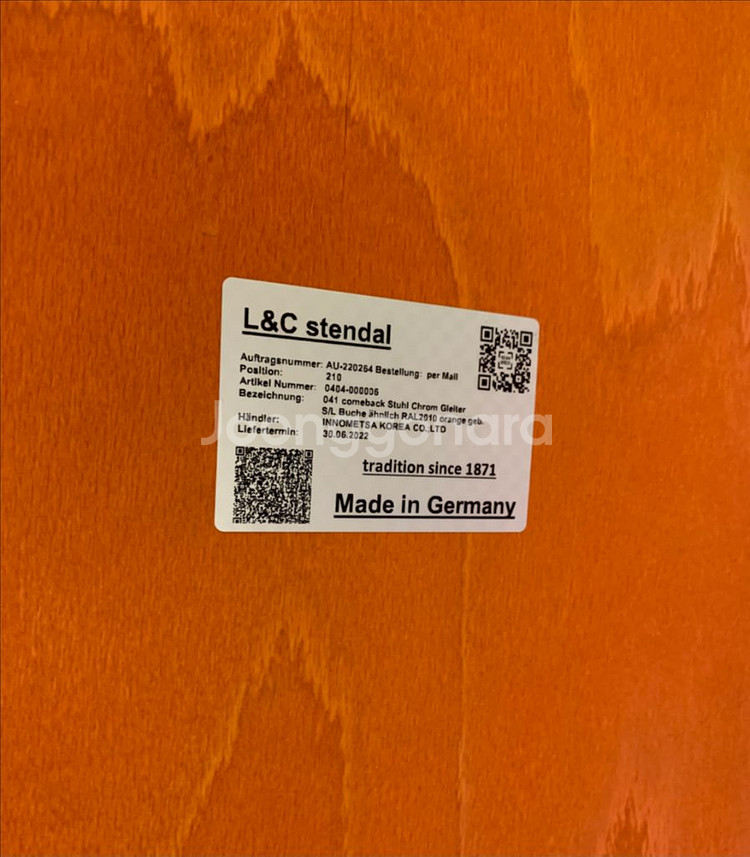 L&C stendal
Auftragsnummer: AU-220264 Bestellung: per Mail
Position: 210
Artikel Nummer: 0404-000006
Bezeichnung: 041 comeback Stuhl Chrom Gleiter
S/L Buche ähnlich RAL2010 orange geb.
Händler: INNOMETSA KOREA CO.,LTD
Liefertermin: 30.06.2022
Joonggonara
tradition since 1871
Made in Germany